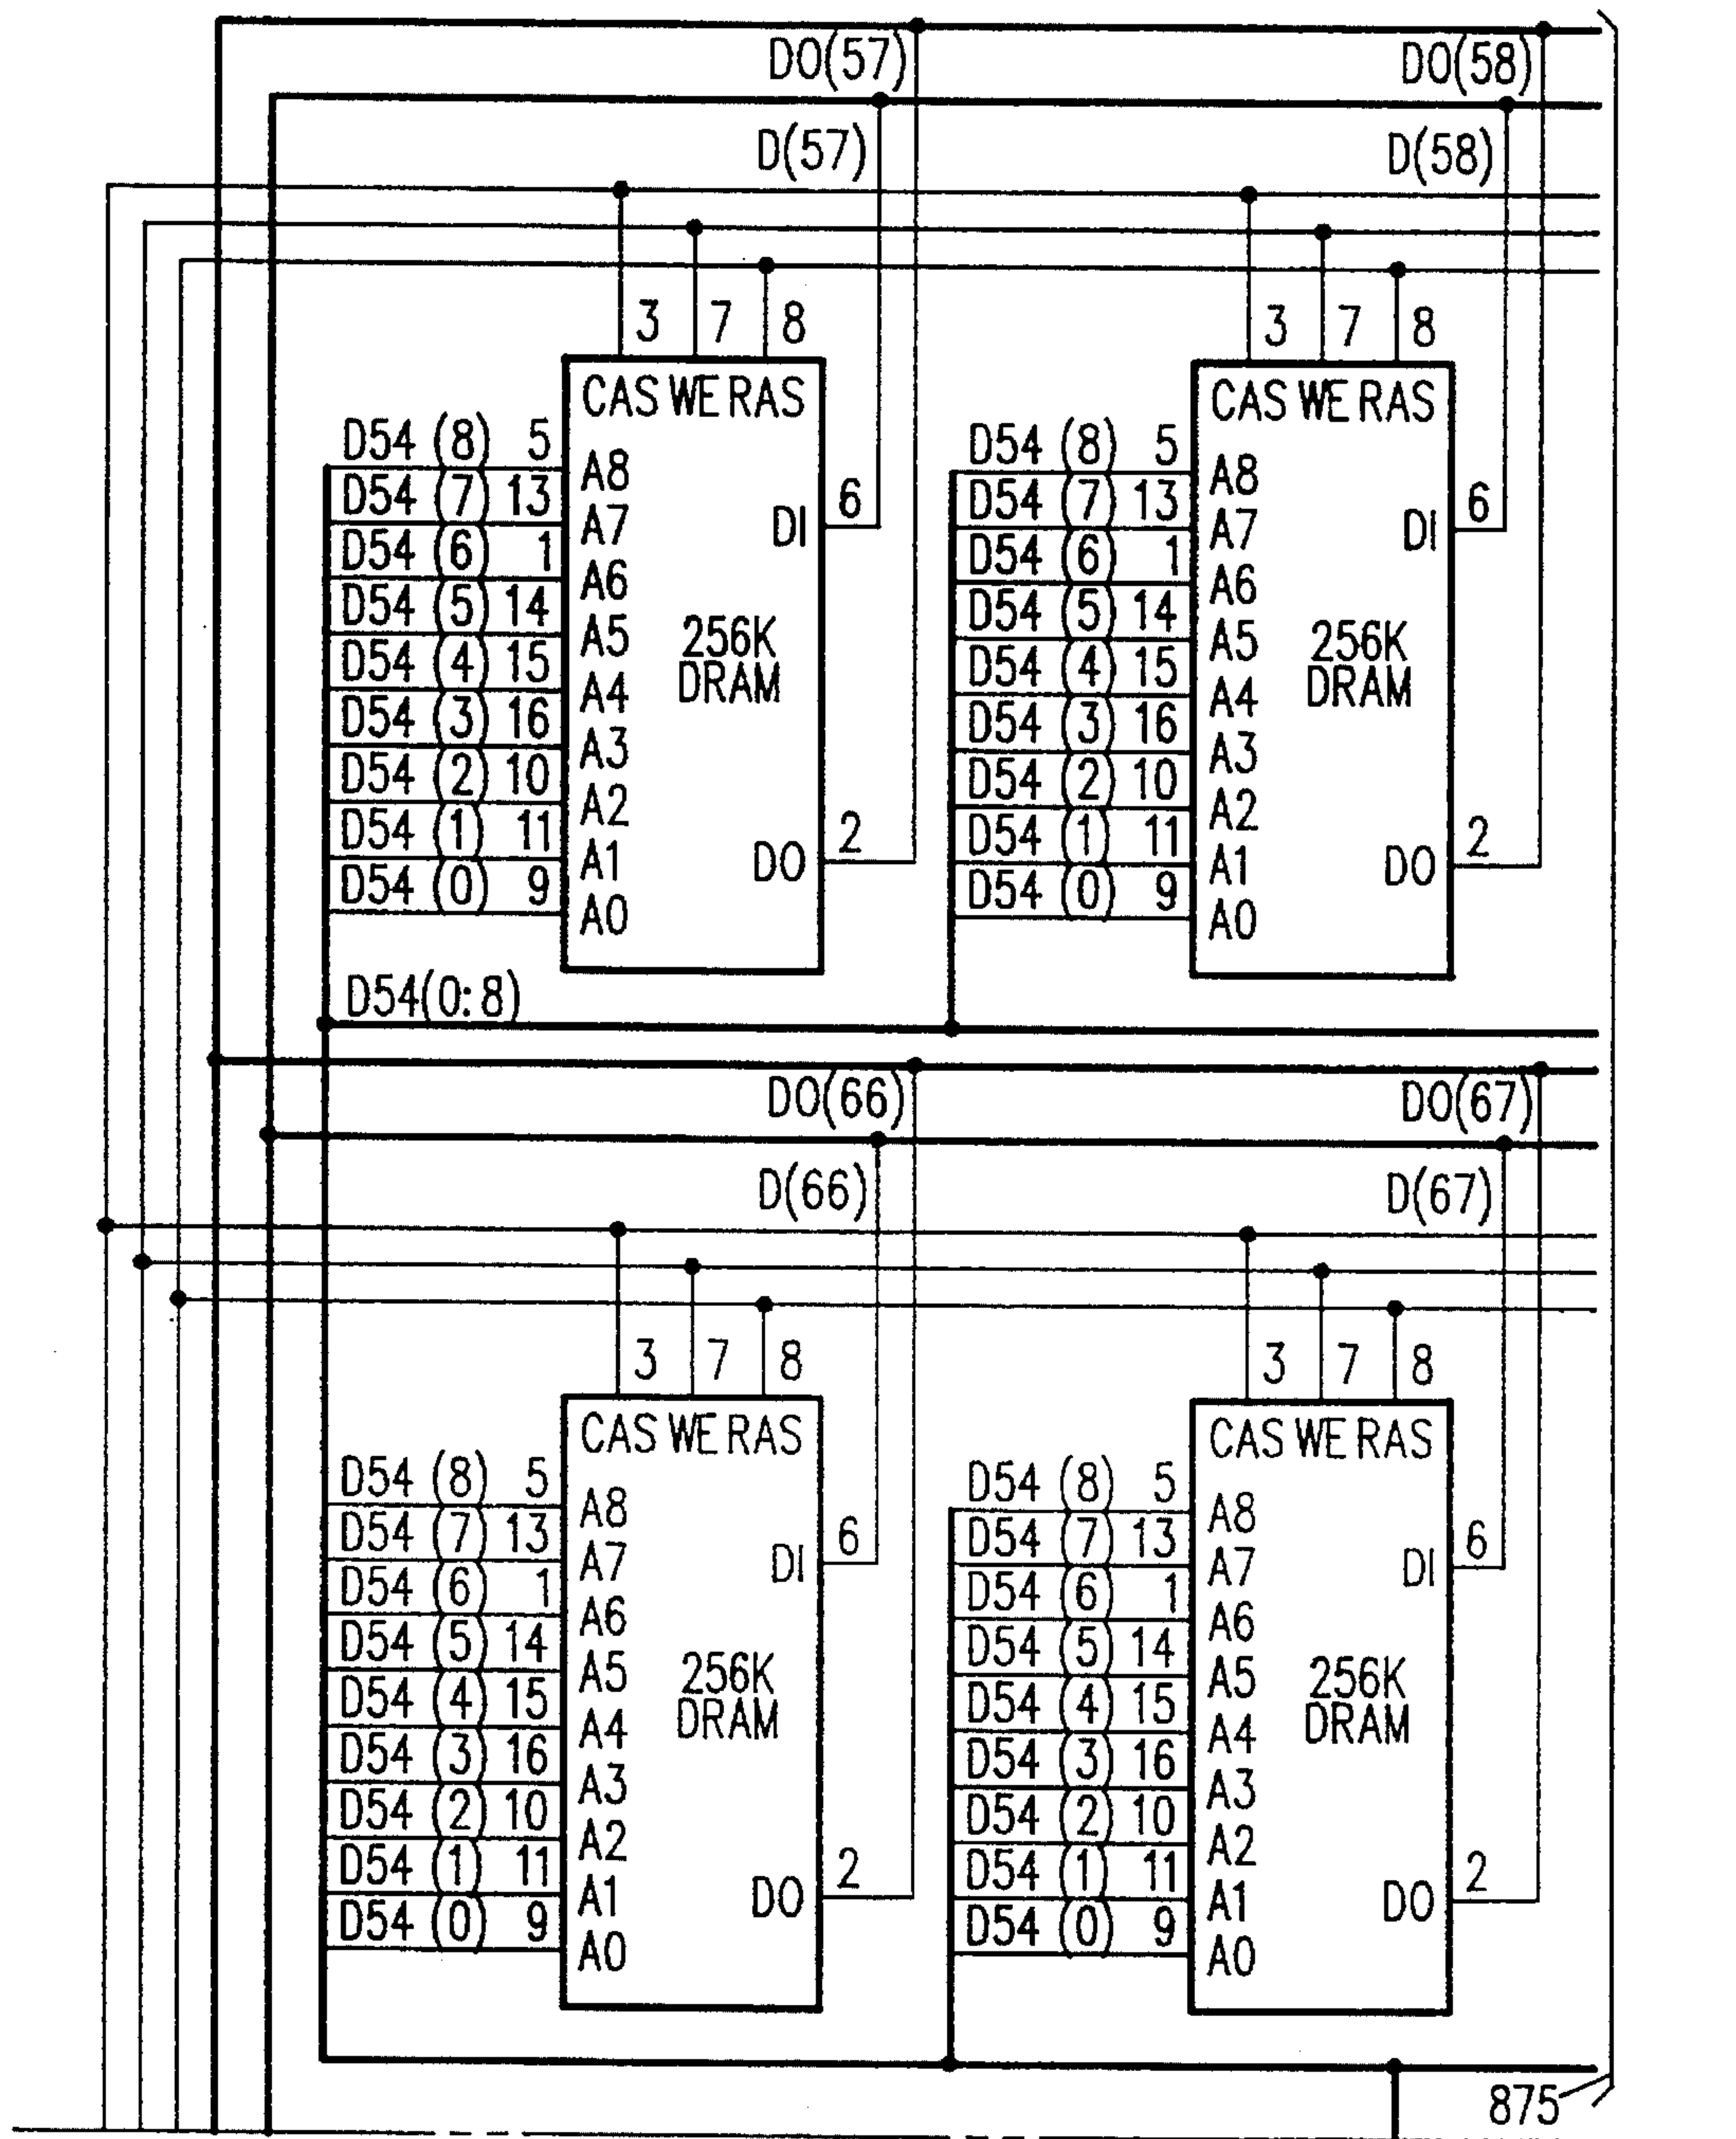 DO(57) DO(58)
D(57) D(58)
3 7 8 3 7 8
CAS WE RAS CAS WE RAS
D54 (8) 5 A8 D54 (8) 5 A8
D54 (7) 13 A7 DI 6 D54 (7) 13 A7 DI 6
D54 (6) 1 A6 D54 (6) 1 A6
D54 (5) 14 A5 256K D54 (5) 14 A5 256K
D54 (4) 15 A4 DRAM D54 (4) 15 A4 DRAM
D54 (3) 16 A3 D54 (3) 16 A3
D54 (2) 10 A2 D54 (2) 10 A2
D54 (1) 11 A1 DO 2 D54 (1) 11 A1 DO 2
D54 (0) 9 A0 D54 (0) 9 A0
D54(0:8)
DO(66) DO(67)
D(66) D(67)
3 7 8 3 7 8
CAS WE RAS CAS WE RAS
D54 (8) 5 A8 D54 (8) 5 A8
D54 (7) 13 A7 DI 6 D54 (7) 13 A7 DI 6
D54 (6) 1 A6 D54 (6) 1 A6
D54 (5) 14 A5 256K D54 (5) 14 A5 256K
D54 (4) 15 A4 DRAM D54 (4) 15 A4 DRAM
D54 (3) 16 A3 D54 (3) 16 A3
D54 (2) 10 A2 D54 (2) 10 A2
D54 (1) 11 A1 DO 2 D54 (1) 11 A1 DO 2
D54 (0) 9 A0 D54 (0) 9 A0
875